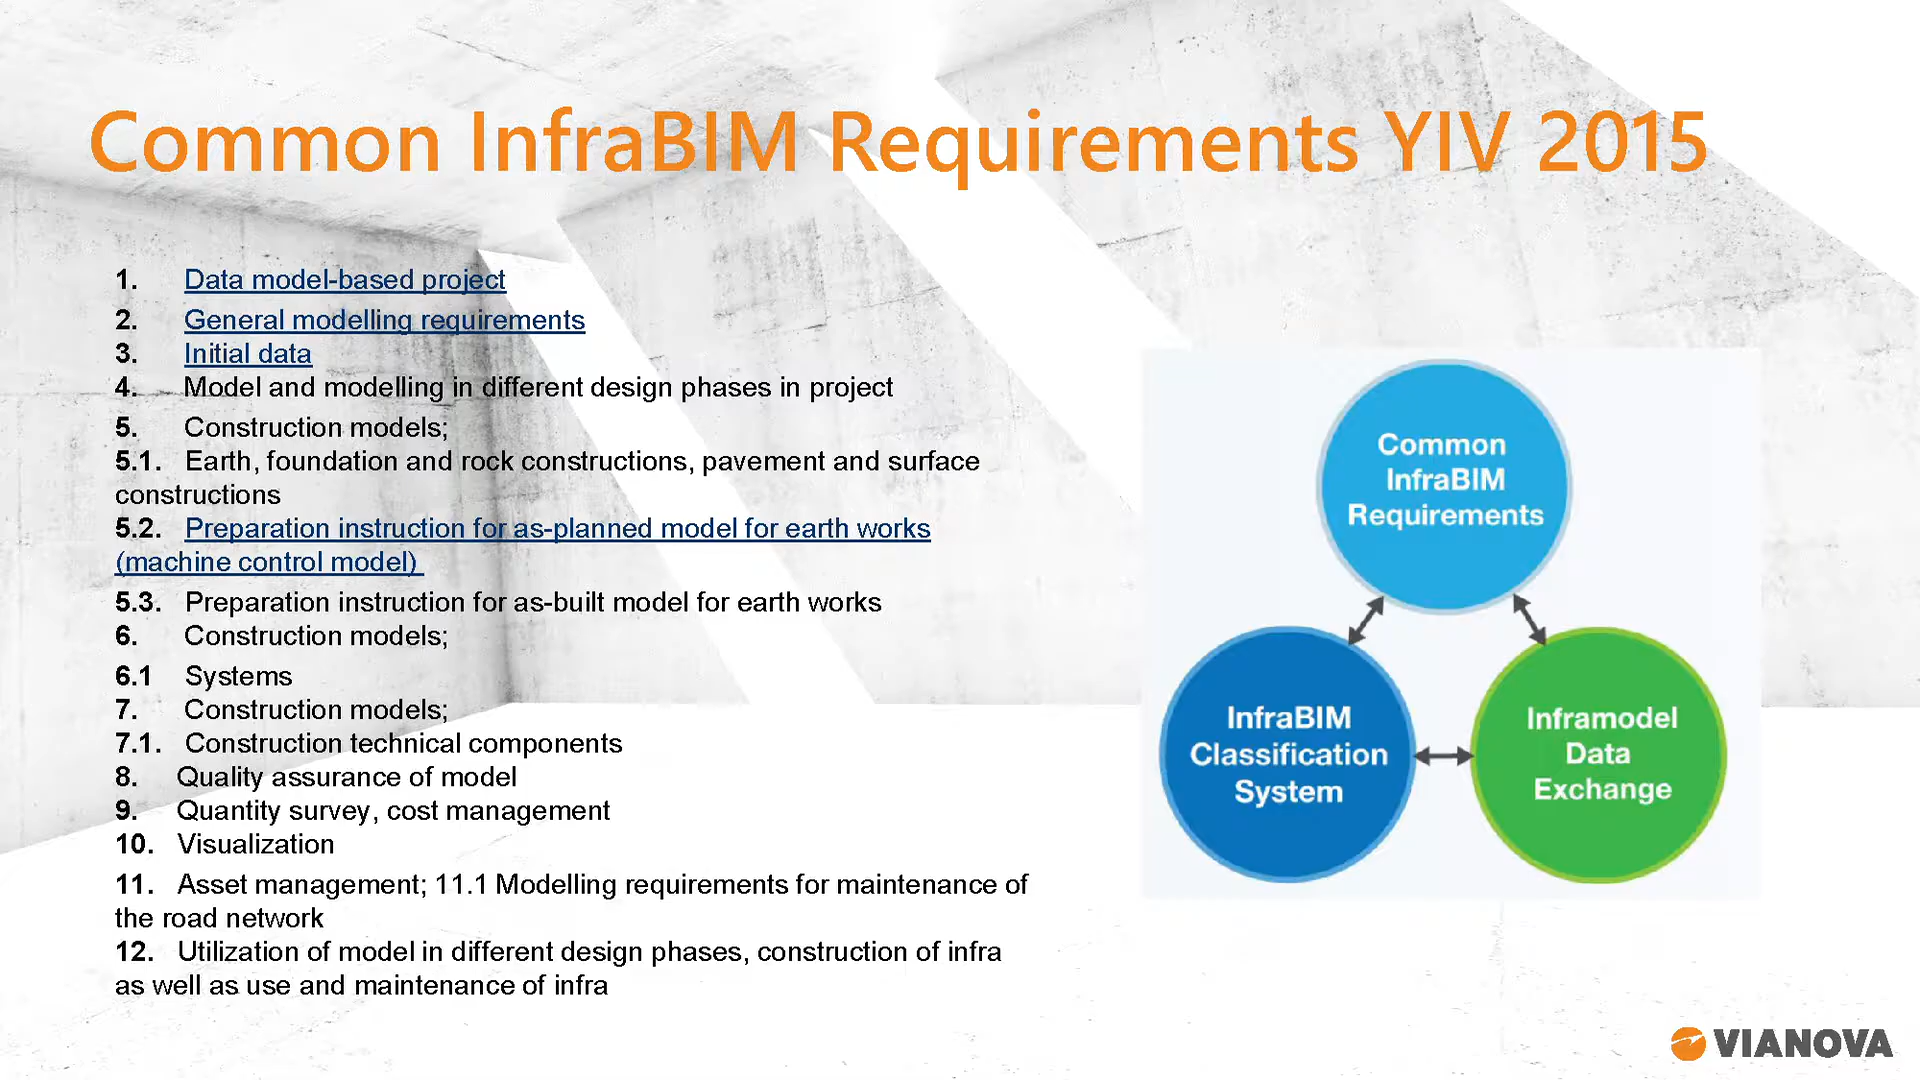 Common InfraBIM Requirements YIV 2015
1. Data model-based project
2. General modelling requirements
3. Initial data
4. Model and modelling in different design phases in project
5. Construction models;
5.1. Earth, foundation and rock constructions, pavement and surface
constructions
5.2. Preparation instruction for as-planned model for earth works
(machine control model)
5.3. Preparation instruction for as-built model for earth works
6. Construction models;
6.1 Systems
7. Construction models;
7.1. Construction technical components
8. Quality assurance of model
9. Quantity survey, cost management
10. Visualization
11. Asset management; 11.1 Modelling requirements for maintenance of
the road network
12. Utilization of model in different design phases, construction of infra
as well as use and maintenance of infra
Common
InfraBIM
Requirements
InfraBIM
Classification
System
Inframodel
Data
Exchange
VIANOVA